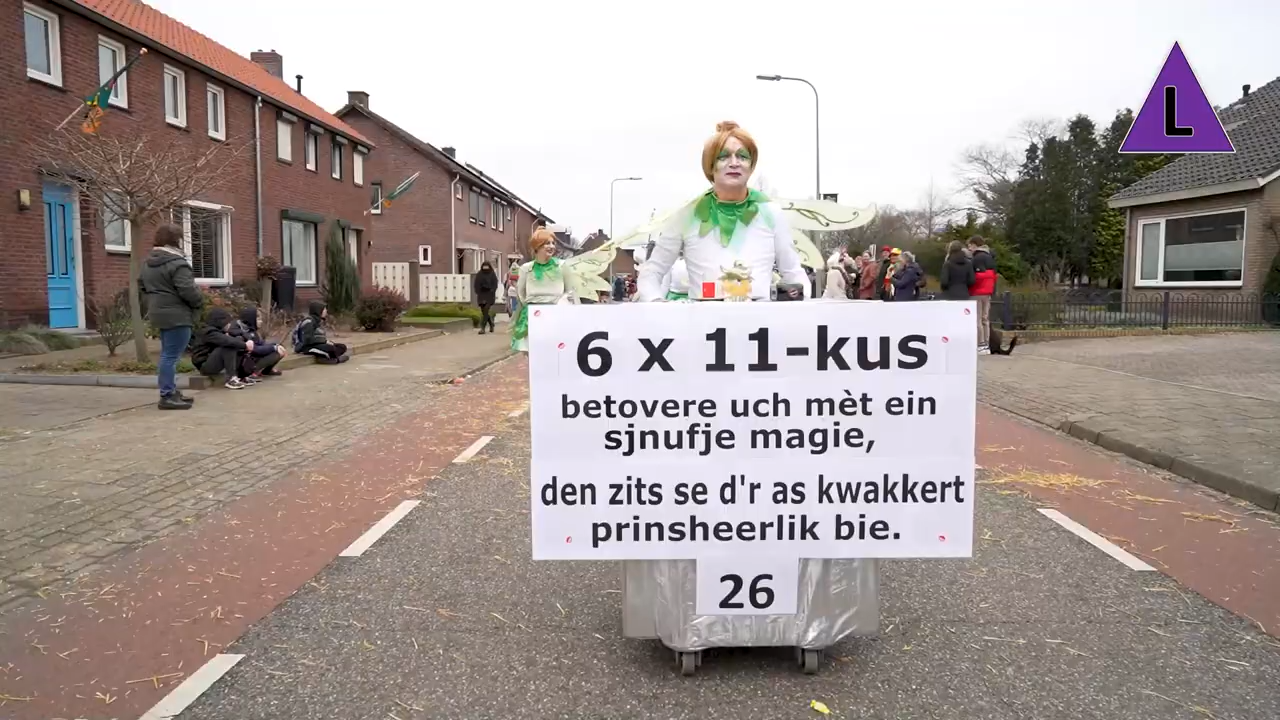 L
6 x 11-kus
betovere uch mèt ein
sjnufje magie,
den zits se d'r as kwakkert
prinsheerlik bie.
26